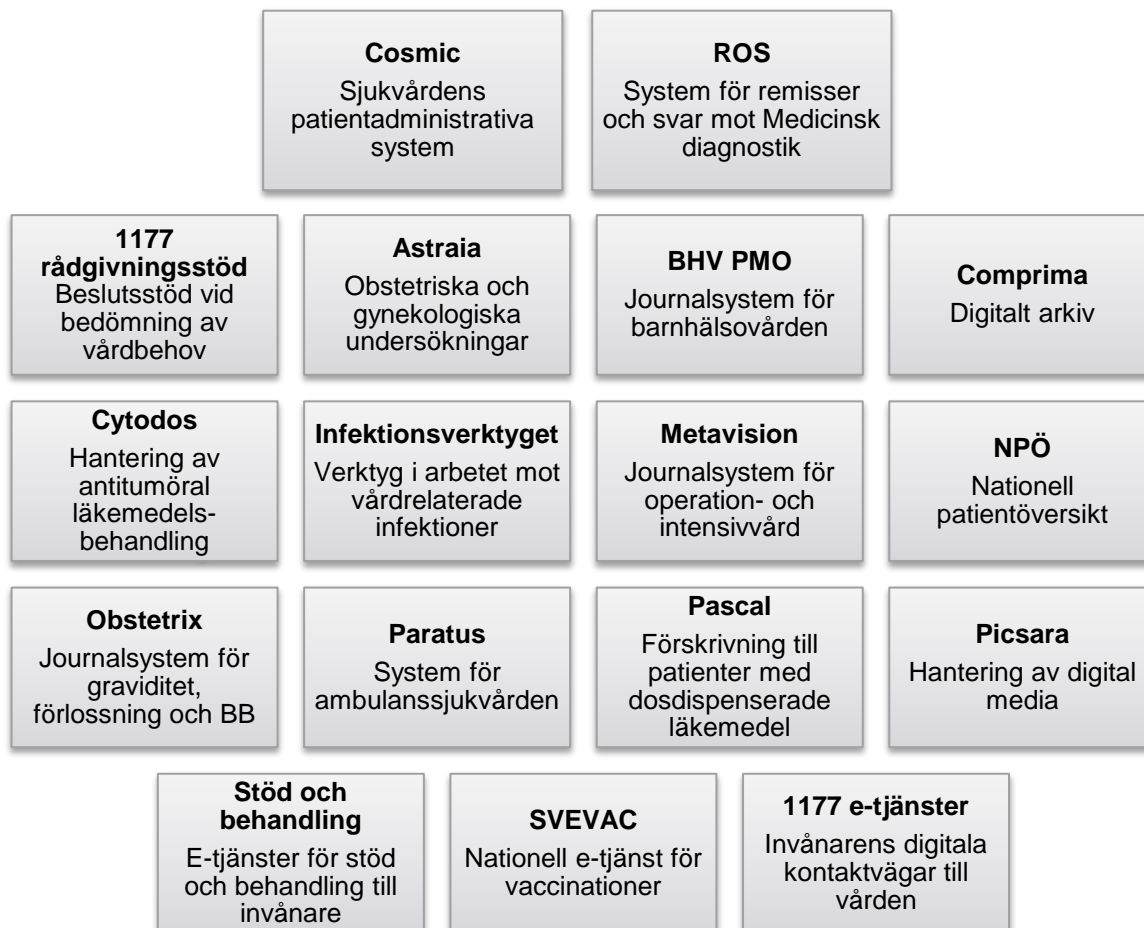 Cosmic
Sjukvårdens
patientadministrativa
system
ROS
System för remisser
och svar mot Medicinsk
diagnostik
1177
rådgivningsstöd
Beslutsstöd vid
bedömning av
vårdbehov
Astraia
Obstetriska och
gynekologiska
undersökningar
BHV PMO
Journalsystem för
barnhälsovården
Comprima
Digitalt arkiv
Cytodos
Hantering av
antitumöral
läkemedels-
behandling
Infektionsverktyget
Verktyg i arbetet mot
vårdrelaterade
infektioner
Metavision
Journalsystem för
operation- och
intensivvård
NPÖ
Nationell
patientöversikt
Obstetrix
Journalsystem för
graviditet,
förlossning och BB
Paratus
System för
ambulanssjukvården
Pascal
Förskrivning till
patienter med
dosdispenserade
läkemedel
Picsara
Hantering av digital
media
Stöd och
behandling
E-tjänster för stöd
och behandling till
invånare
SVEVAC
Nationell e-tjänst för
vaccinationer
1177 e-tjänster
Invånarens digitala
kontaktvägar till
vården